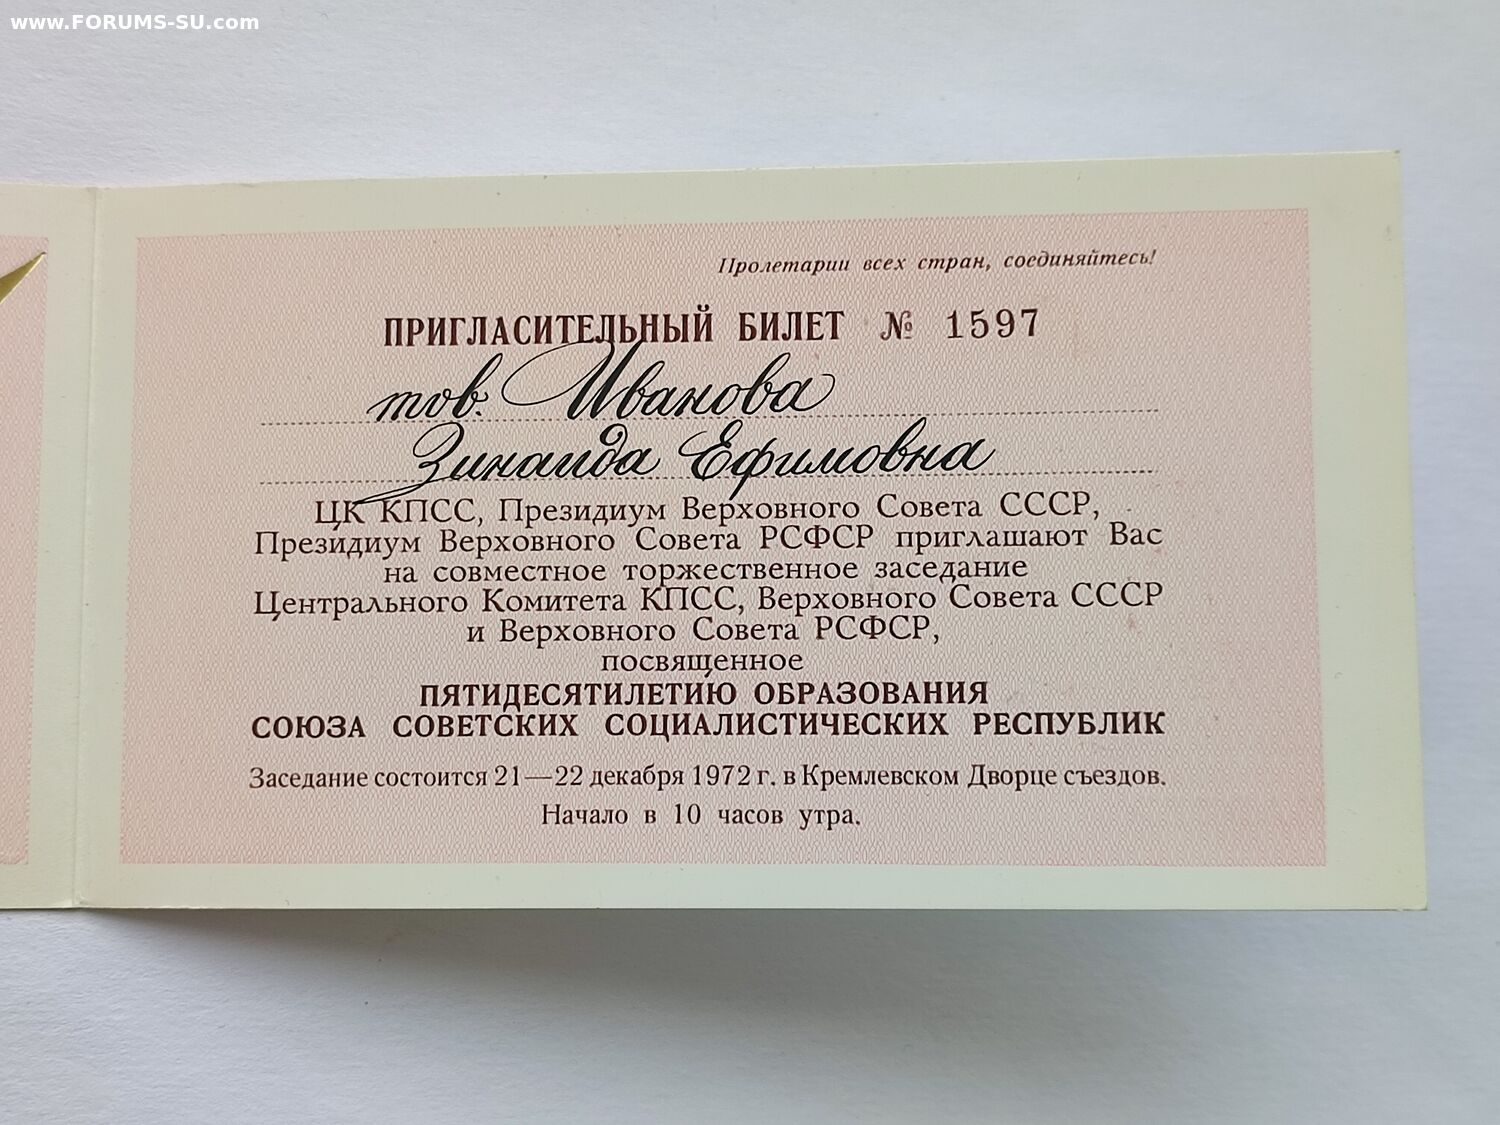 www.FORUMS-SU.com
Пролетарии всех стран, соединяйтесь!
ПРИГЛАСИТЕЛЬНЫЙ БИЛЕТ № 1597
тов. Иванова
Зинаида Ефимовна
ЦК КПСС, Президиум Верховного Совета СССР,
Президиум Верховного Совета РСФСР приглашают Вас
на совместное торжественное заседание
Центрального Комитета КПСС, Верховного Совета СССР
и Верховного Совета РСФСР,
посвященное
ПЯТИДЕСЯТИЛЕТИЮ ОБРАЗОВАНИЯ
СОЮЗА СОВЕТСКИХ СОЦИАЛИСТИЧЕСКИХ РЕСПУБЛИК
Заседание состоится 21—22 декабря 1972 г. в Кремлевском Дворце съездов.
Начало в 10 часов утра.